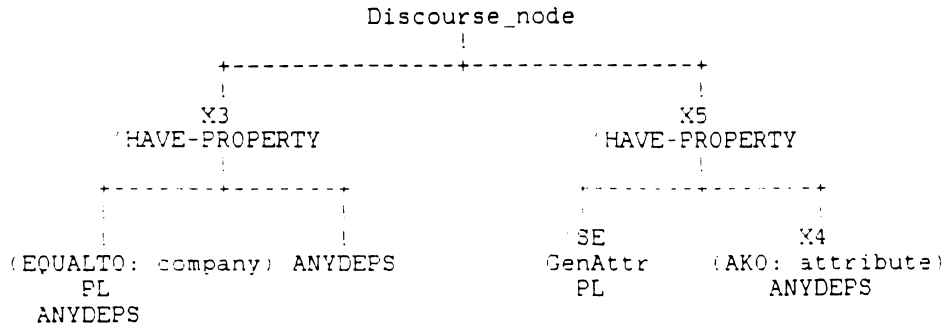 Discourse_node
X3 X5
'HAVE-PROPERTY 'HAVE-PROPERTY
'SE X4
(EQUALTO: company) ANYDEPS GenAttr (AKO: attribute)
PL PL ANYDEPS
ANYDEPS